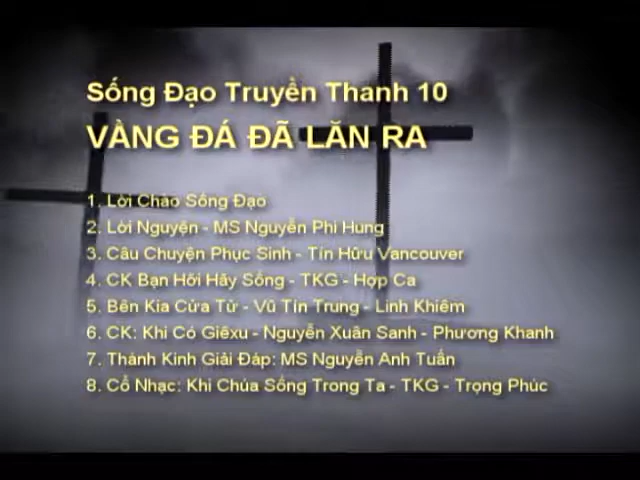 Sống Đạo Truyền Thanh 10
VẦNG ĐÁ ĐÃ LĂN RA
1. Lời Chào Sống Đạo
2. Lời Nguyện - MS Nguyễn Phi Hùng
3. Câu Chuyện Phục Sinh - Tín Hữu Vancouver
4. CK Bạn Hỡi Hãy Sống - TKG - Hợp Ca
5. Bên Kia Cửa Tử - Vũ Tín Trung - Linh Khiêm
6. CK: Khi Có Giêxu - Nguyễn Xuân Sanh - Phương Khanh
7. Thánh Kinh Giải Đáp: MS Nguyễn Anh Tuấn
8. Cổ Nhạc: Khi Chúa Sống Trong Ta - TKG - Trọng Phúc